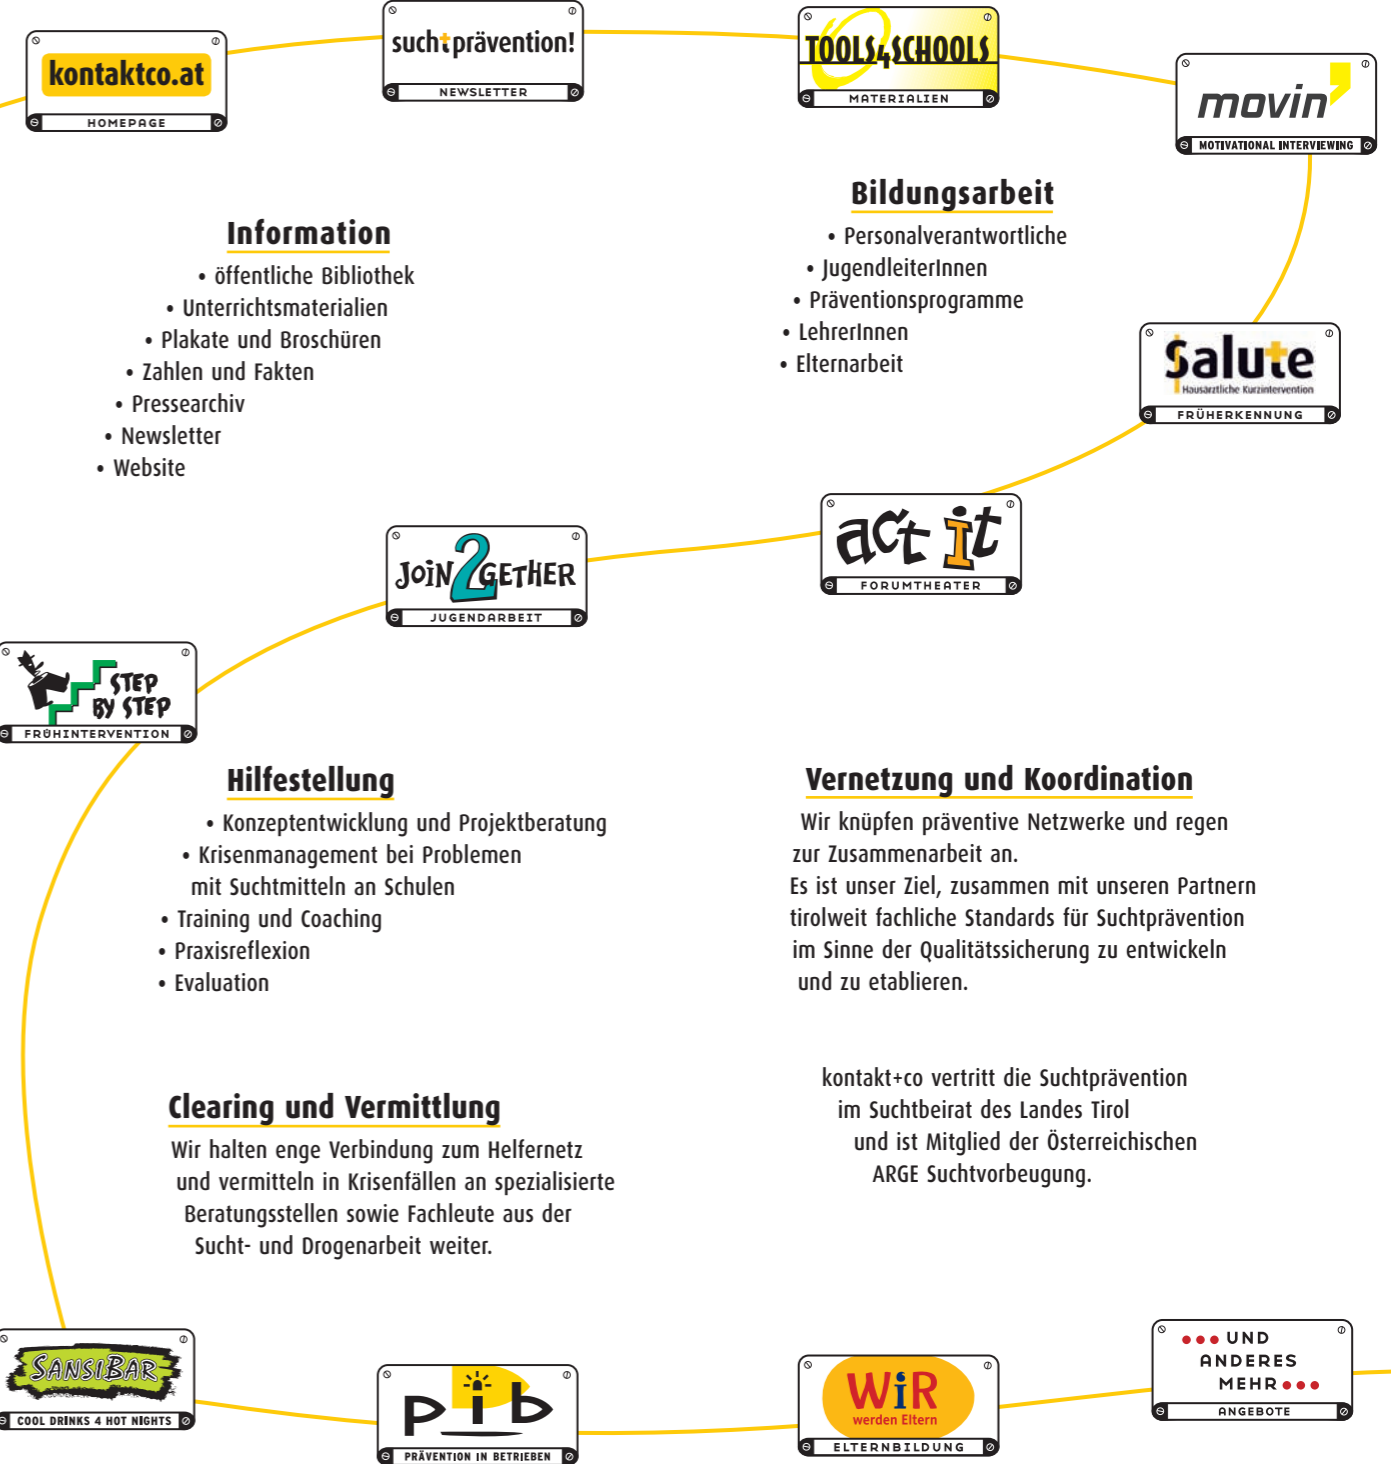 kontaktco.at
HOMEPAGE
suchtprävention!
NEWSLETTER
TOOLS4SCHOOLS
MATERIALIEN
movin'
MOTIVATIONAL INTERVIEWING
Information
• öffentliche Bibliothek
• Unterrichtsmaterialien
• Plakate und Broschüren
• Zahlen und Fakten
• Pressearchiv
• Newsletter
• Website
Bildungsarbeit
• Personalverantwortliche
• JugendleiterInnen
• Präventionsprogramme
• LehrerInnen
• Elternarbeit
Salute
Hausärztliche Kurzintervention
FRÜHERKENNUNG
act it
FORUMTHEATER
JOIN2GETHER
JUGENDARBEIT
STEP
BY STEP
FRÜHINTERVENTION
Hilfestellung
• Konzeptentwicklung und Projektberatung
• Krisenmanagement bei Problemen
mit Suchtmitteln an Schulen
• Training und Coaching
• Praxisreflexion
• Evaluation
Vernetzung und Koordination
Wir knüpfen präventive Netzwerke und regen
zur Zusammenarbeit an.
Es ist unser Ziel, zusammen mit unseren Partnern
tirolweit fachliche Standards für Suchtprävention
im Sinne der Qualitätssicherung zu entwickeln
und zu etablieren.
kontakt+co vertritt die Suchtprävention
im Suchtbeirat des Landes Tirol
und ist Mitglied der Österreichischen
ARGE Suchtvorbeugung.
Clearing und Vermittlung
Wir halten enge Verbindung zum Helfernetz
und vermitteln in Krisenfällen an spezialisierte
Beratungsstellen sowie Fachleute aus der
Sucht- und Drogenarbeit weiter.
SANSIBAR
COOL DRINKS 4 HOT NIGHTS
pib
PRÄVENTION IN BETRIEBEN
WiR
werden Eltern
ELTERNBILDUNG
••• UND
ANDERES
MEHR •••
ANGEBOTE